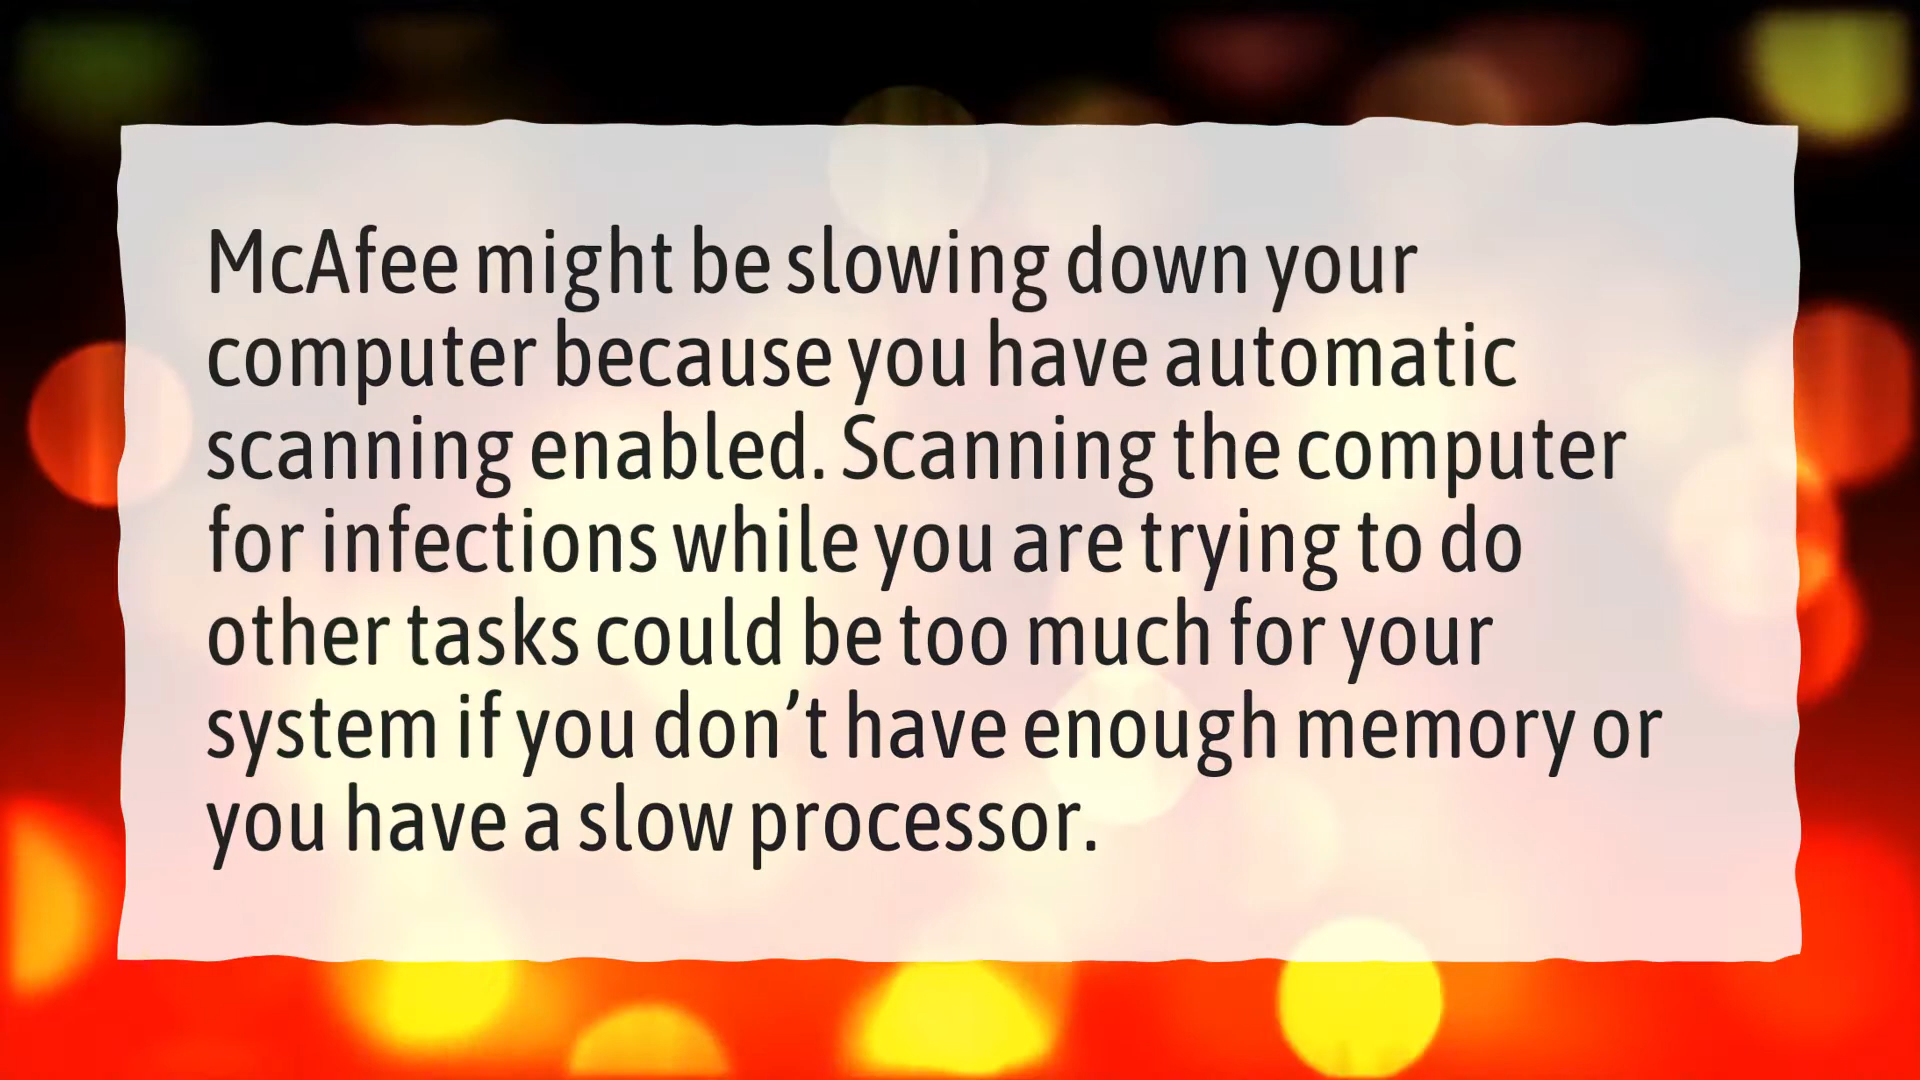 McAfee might be slowing down your
computer because you have automatic
scanning enabled. Scanning the computer
for infections while you are trying to do
other tasks could be too much for your
system if you don’t have enough memory or
you have a slow processor.